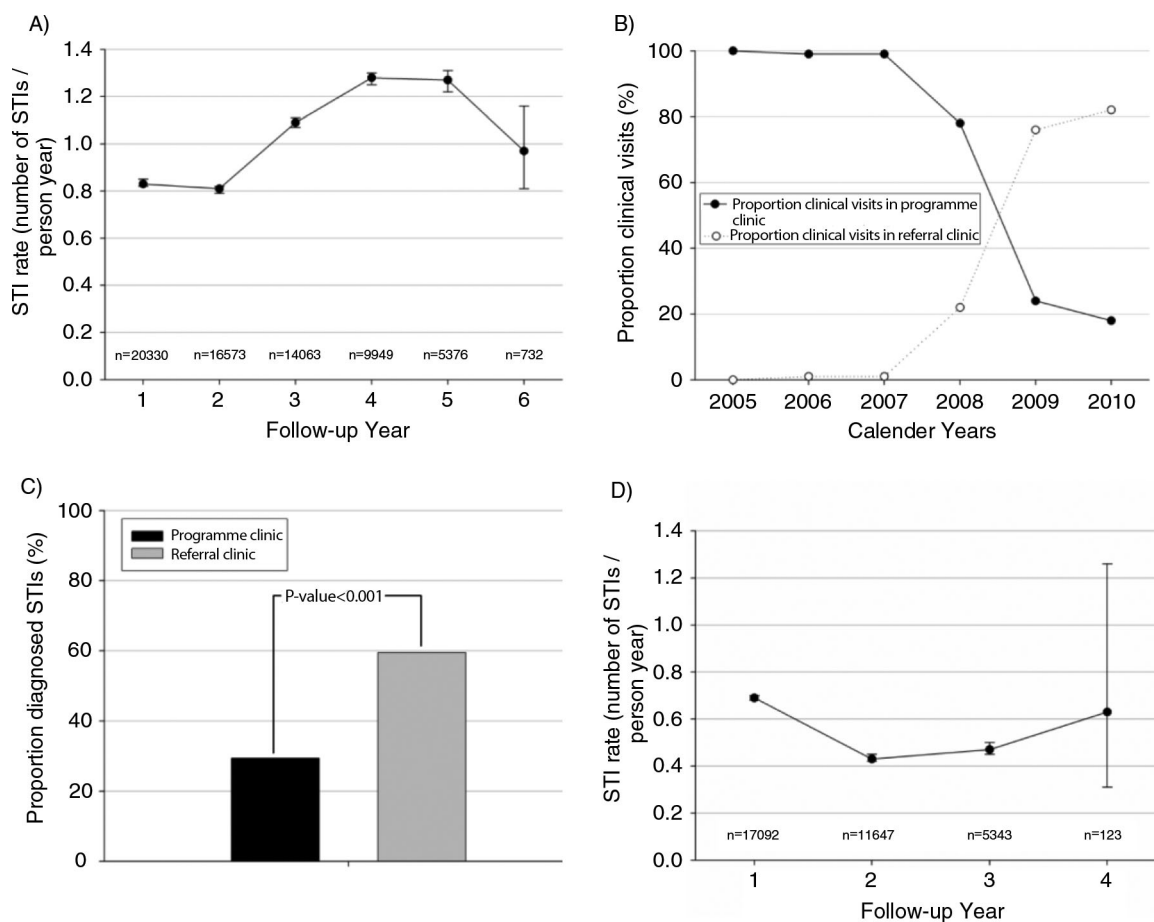 A)
STI rate (number of STIs /
person year)
1.4
1.2
1.0
0.8
0.6
0.4
0.2
0.0
n=20330 n=16573 n=14063 n=9949 n=5376 n=732
1 2 3 4 5 6
Follow-up Year
B)
Proportion clinical visits (%)
100
80
60
40
20
0
Proportion clinical visits in programme
clinic
Proportion clinical visits in referral clinic
2005 2006 2007 2008 2009 2010
Calender Years
C)
Proportion diagnosed STIs (%)
100
80
60
40
20
0
Programme clinic
Referral clinic
P-value<0.001
D)
STI rate (number of STIs /
person year)
1.4
1.2
1.0
0.8
0.6
0.4
0.2
0.0
n=17092 n=11647 n=5343 n=123
1 2 3 4
Follow-up Year